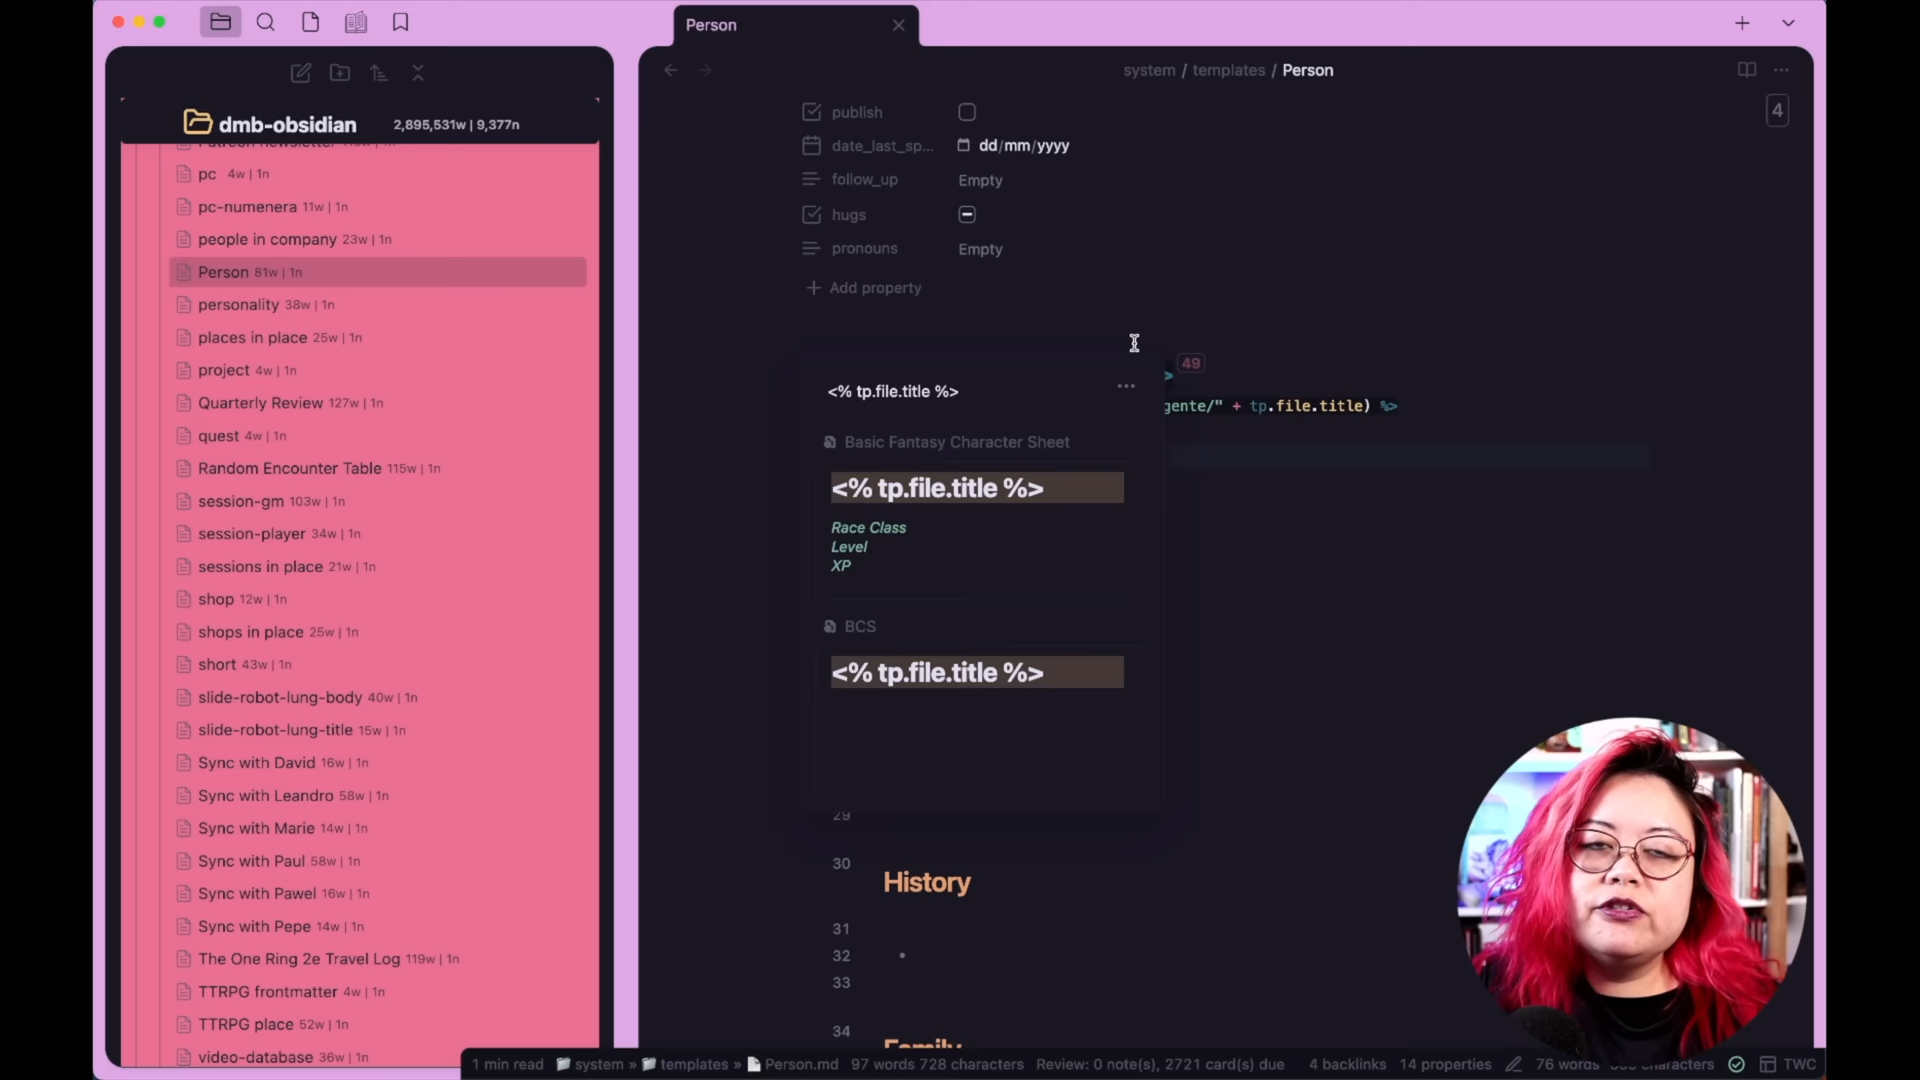 Person
system / templates / Person
dmb-obsidian 2,895,531w | 9,377n
pc 4w | 1n
pc-numenera 11w | 1n
people in company 23w | 1n
Person 81w | 1n
personality 38w | 1n
places in place 25w | 1n
project 4w | 1n
Quarterly Review 127w | 1n
quest 4w | 1n
Random Encounter Table 115w | 1n
session-gm 103w | 1n
session-player 34w | 1n
sessions in place 21w | 1n
shop 12w | 1n
shops in place 25w | 1n
short 43w | 1n
slide-robot-lung-body 40w | 1n
slide-robot-lung-title 15w | 1n
Sync with David 16w | 1n
Sync with Leandro 58w | 1n
Sync with Marie 14w | 1n
Sync with Paul 58w | 1n
Sync with Pawel 16w | 1n
Sync with Pepe 14w | 1n
The One Ring 2e Travel Log 119w | 1n
TTRPG frontmatter 4w | 1n
TTRPG place 52w | 1n
video-database 36w | 1n
4
publish
date_last_sp... dd/mm/yyyy
follow_up Empty
hugs
pronouns Empty
+ Add property
49
>
gente/" + tp.file.title) %>
<% tp.file.title %>
Basic Fantasy Character Sheet
<% tp.file.title %>
Race Class
Level
XP
BCS
<% tp.file.title %>
29
30
History
31
32
33
34
Family
1 min read system » templates » Person.md 97 words 728 characters Review: 0 note(s), 2721 card(s) due 4 backlinks 14 properties 76 words characters TWC